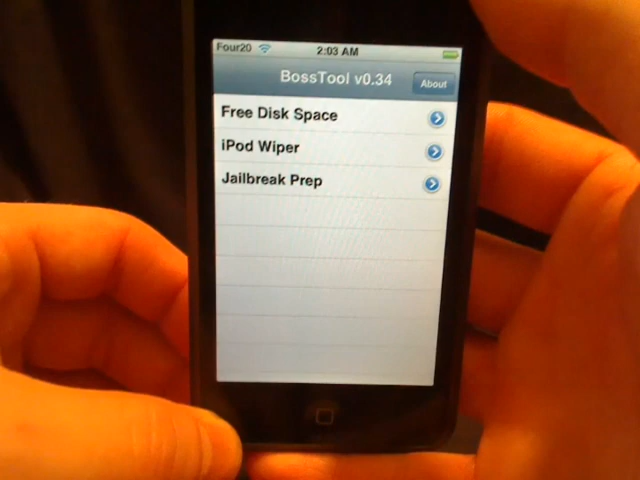 Four20 2:03 AM
BossTool v0.34 About
Free Disk Space
iPod Wiper
Jailbreak Prep